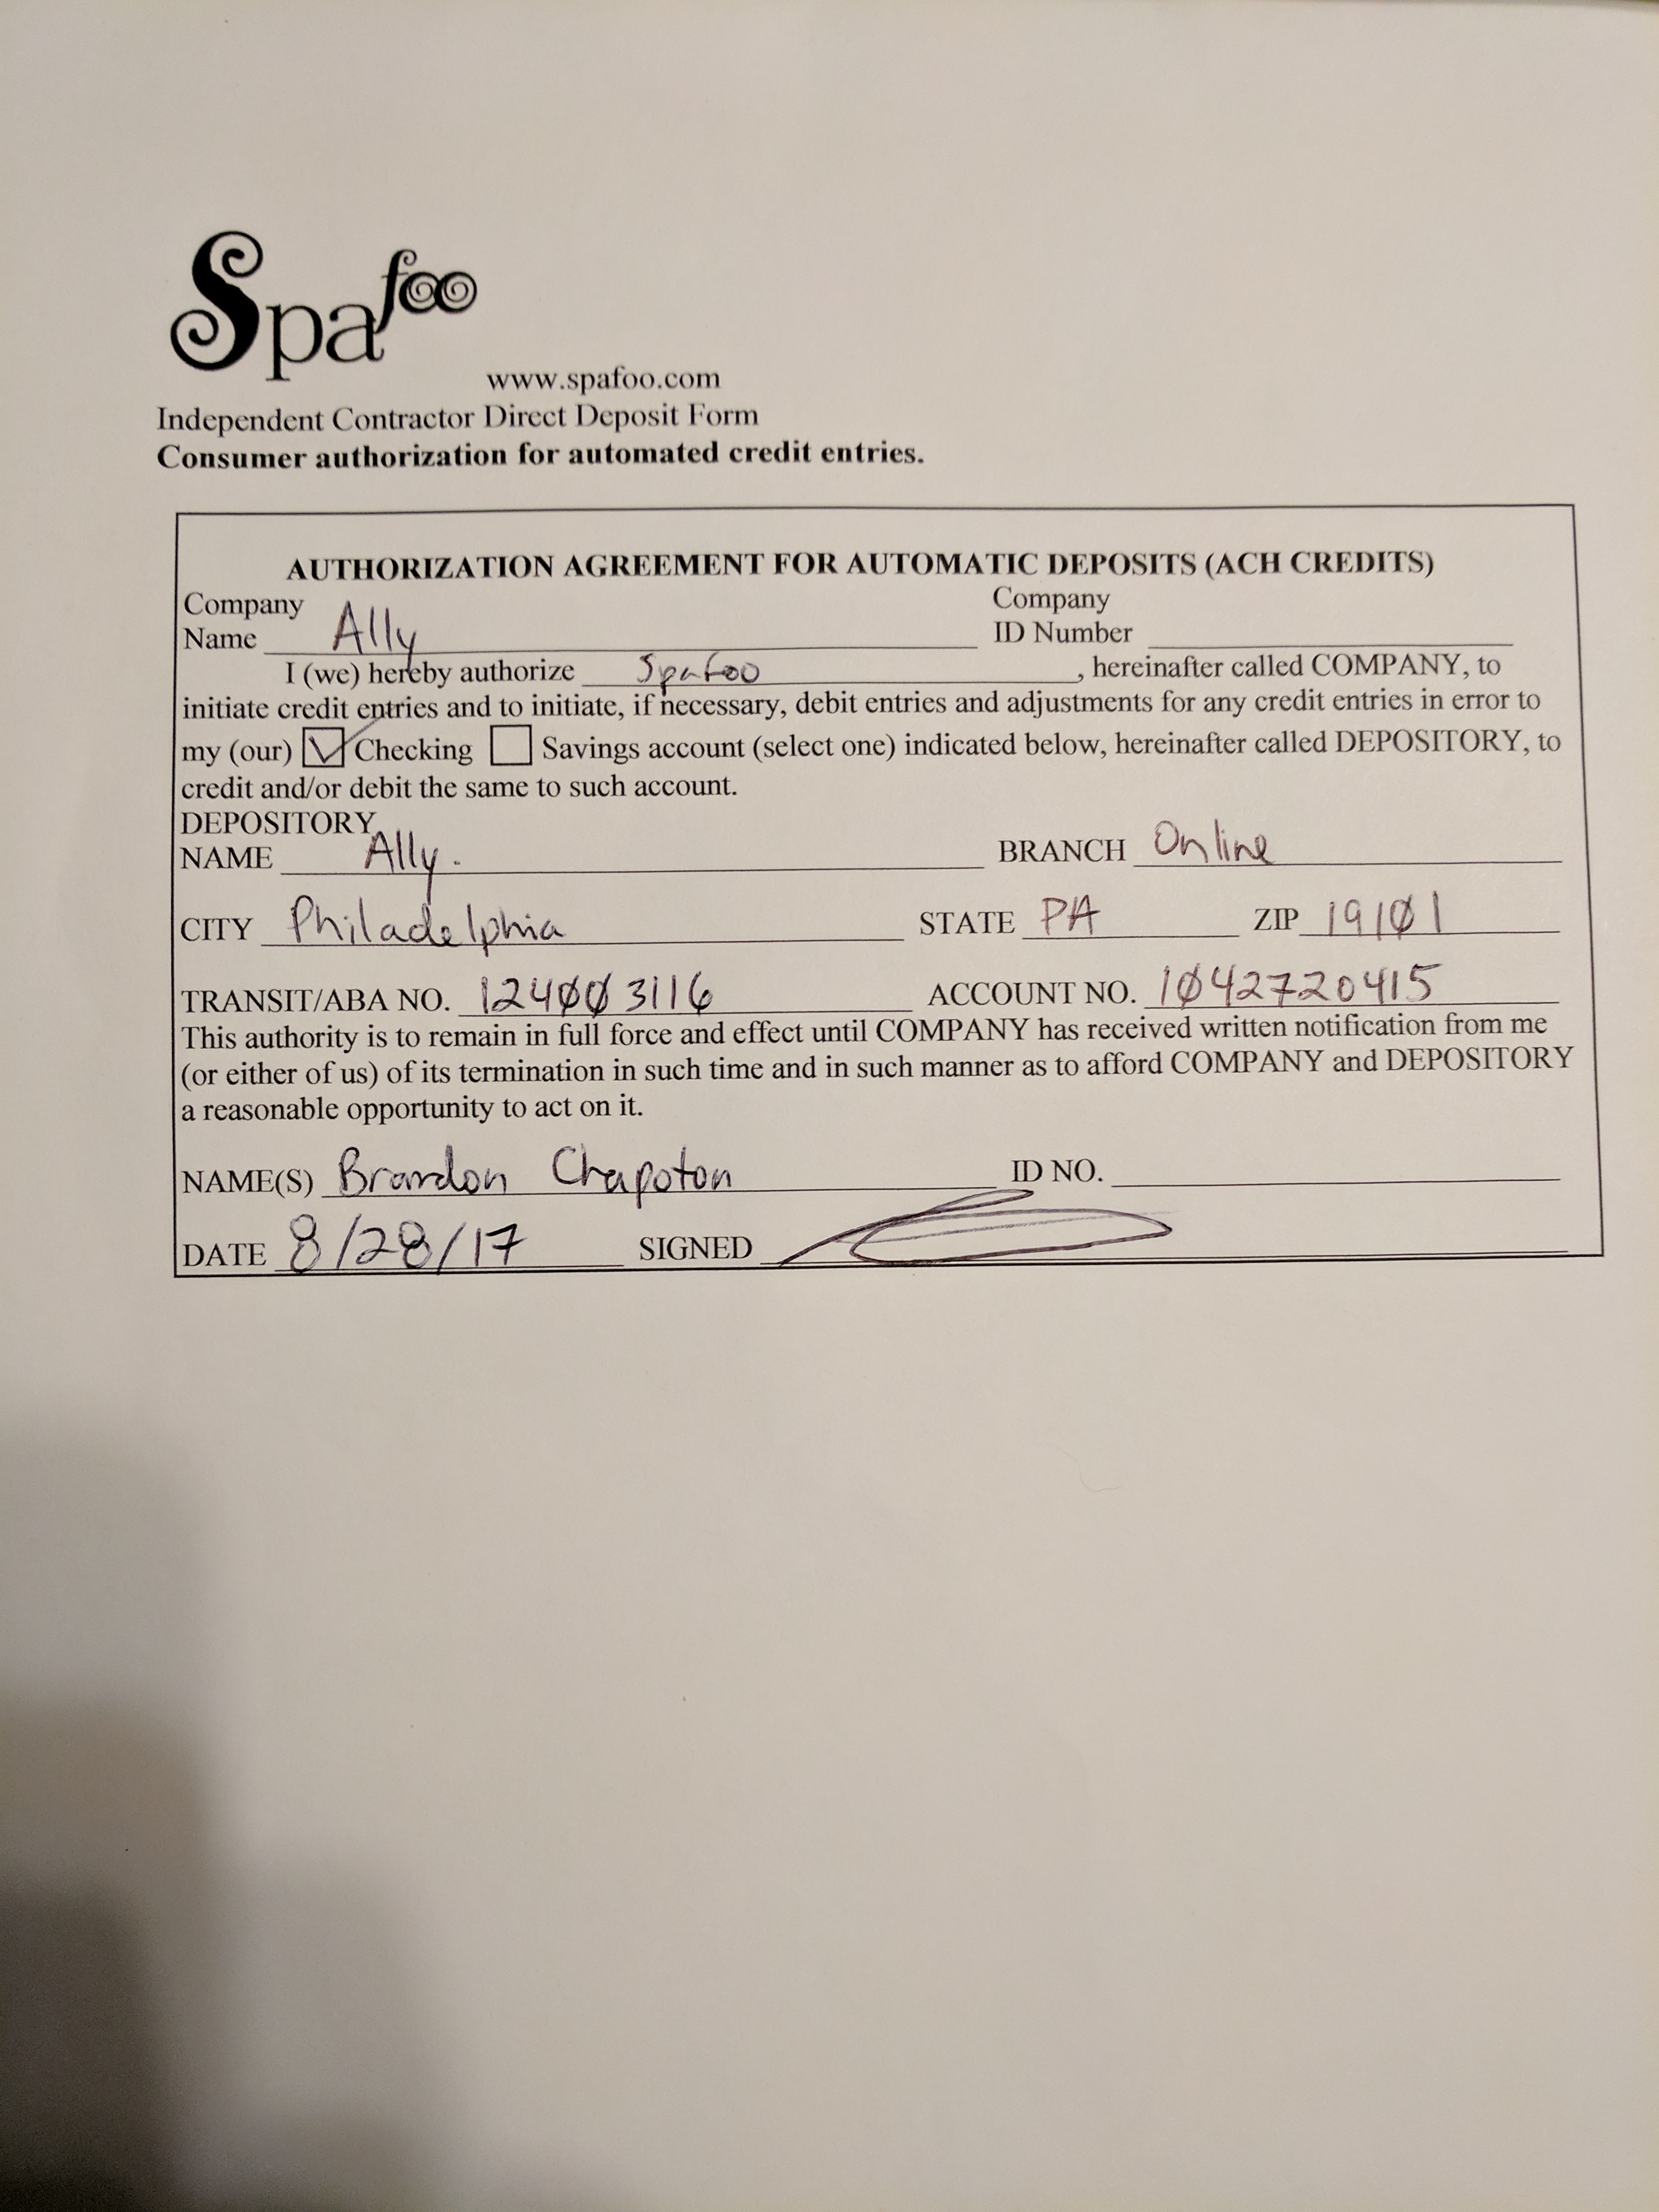 Spafoo
www.spafoo.com
Independent Contractor Direct Deposit Form
Consumer authorization for automated credit entries.
AUTHORIZATION AGREEMENT FOR AUTOMATIC DEPOSITS (ACH CREDITS)
Company Name Ally Company ID Number
I (we) hereby authorize Spafoo, hereinafter called COMPANY, to
initiate credit entries and to initiate, if necessary, debit entries and adjustments for any credit entries in error to
my (our) Checking Savings account (select one) indicated below, hereinafter called DEPOSITORY, to
credit and/or debit the same to such account.
DEPOSITORY
NAME Ally. BRANCH Online
CITY Philadelphia STATE PA ZIP 19101
TRANSIT/ABA NO. 124003116 ACCOUNT NO. 1042720415
This authority is to remain in full force and effect until COMPANY has received written notification from me
(or either of us) of its termination in such time and in such manner as to afford COMPANY and DEPOSITORY
a reasonable opportunity to act on it.
NAME(S) Brandon Chapoton ID NO.
DATE 8/28/17 SIGNED